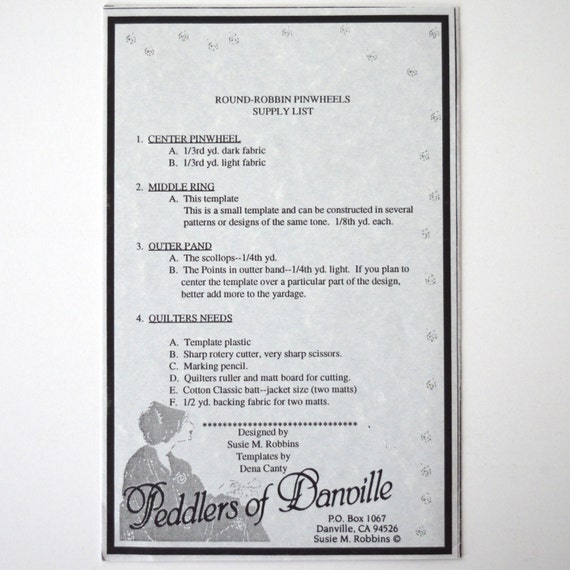 ROUND-ROBBIN PINWHEELS
SUPPLY LIST
1. CENTER PINWHEEL
A. 1/3rd yd. dark fabric
B. 1/3rd yd. light fabric
2. MIDDLE RING
A. This template
This is a small template and can be constructed in several
patterns or designs of the same tone. 1/8th yd. each.
3. OUTER PAND
A. The scollops--1/4th yd.
B. The Points in outter band--1/4th yd. light. If you plan to
center the template over a particular part of the design,
better add more to the yardage.
4. QUILTERS NEEDS
A. Template plastic
B. Sharp rotery cutter, very sharp scissors.
C. Marking pencil.
D. Quilters ruller and matt board for cutting.
E. Cotton Classic batt--jacket size (two matts)
F. 1/2 yd. backing fabric for two matts.
********************************
Designed by
Susie M. Robbins
Templates by
Dena Canty
Peddlers of Danville
P.O. Box 1067
Danville, CA 94526
Susie M. Robbins ©